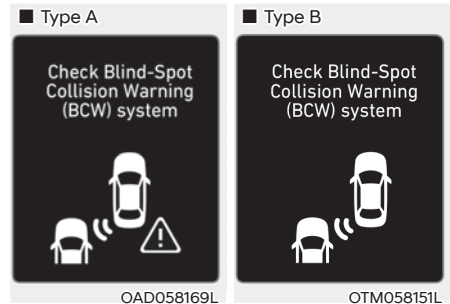 ■ Type A
Check Blind-Spot
Collision Warning
(BCW) system
OAD058169L
■ Type B
Check Blind-Spot
Collision Warning
(BCW) system
OTM058151L